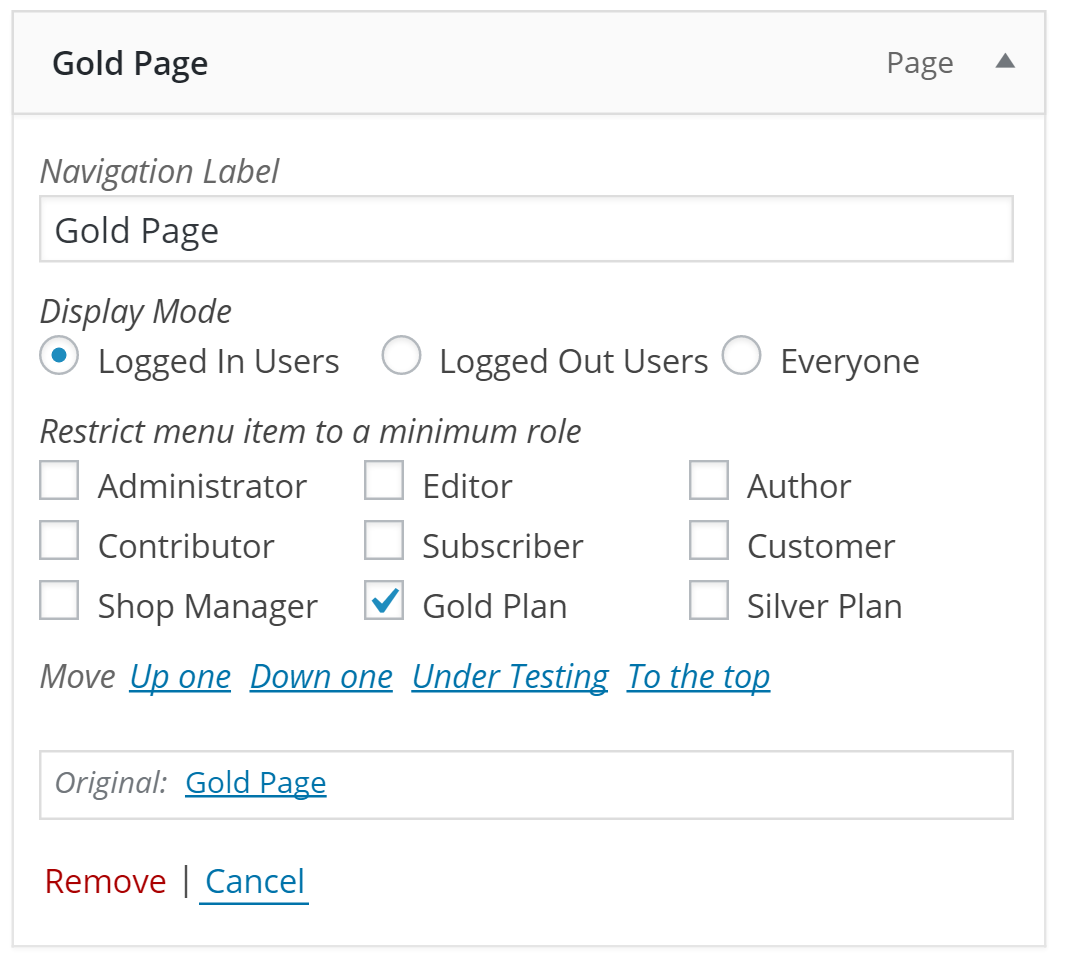 Gold Page Page
Navigation Label
Gold Page
Display Mode
Logged In Users Logged Out Users Everyone
Restrict menu item to a minimum role
Administrator Editor Author
Contributor Subscriber Customer
Shop Manager Gold Plan Silver Plan
Move Up one Down one Under Testing To the top
Original: Gold Page
Remove | Cancel